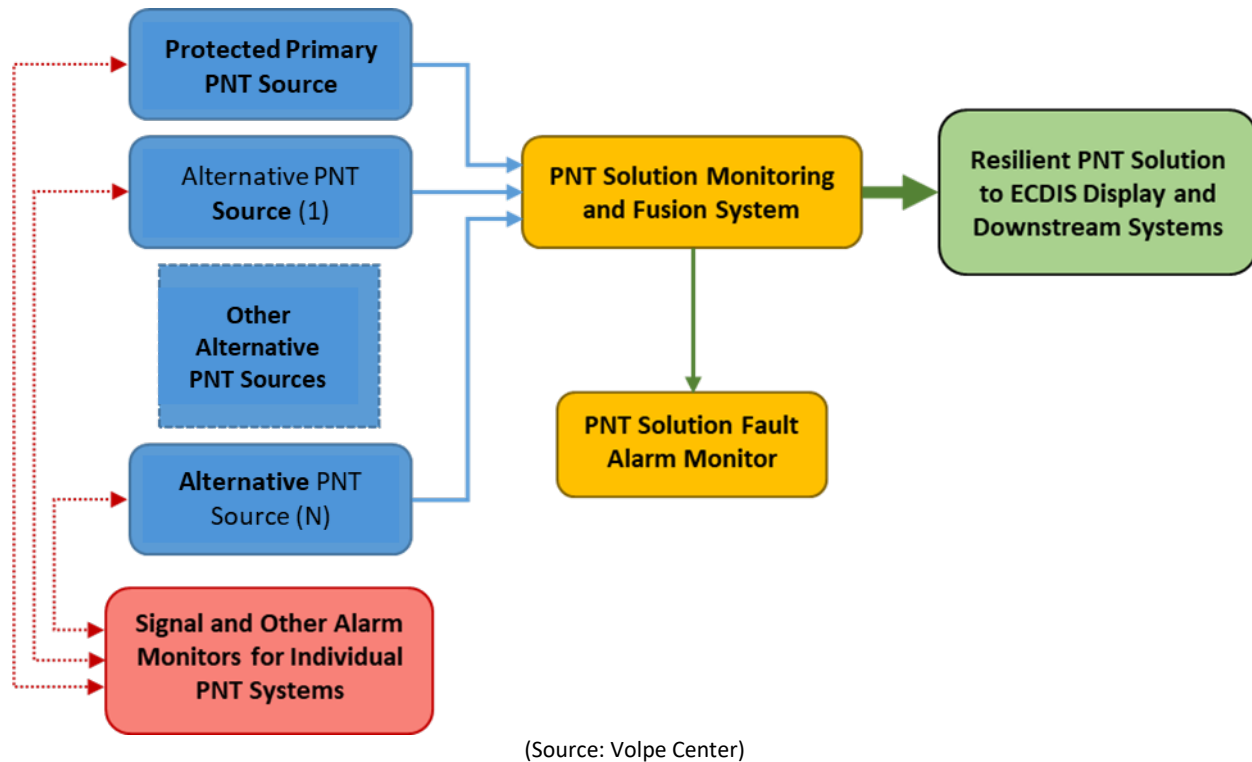 Protected Primary
PNT Source
Alternative PNT
Source (1)
Other
Alternative
PNT Sources
Alternative PNT
Source (N)
Signal and Other Alarm
Monitors for Individual
PNT Systems
PNT Solution Monitoring
and Fusion System
PNT Solution Fault
Alarm Monitor
Resilient PNT Solution
to ECDIS Display and
Downstream Systems
(Source: Volpe Center)